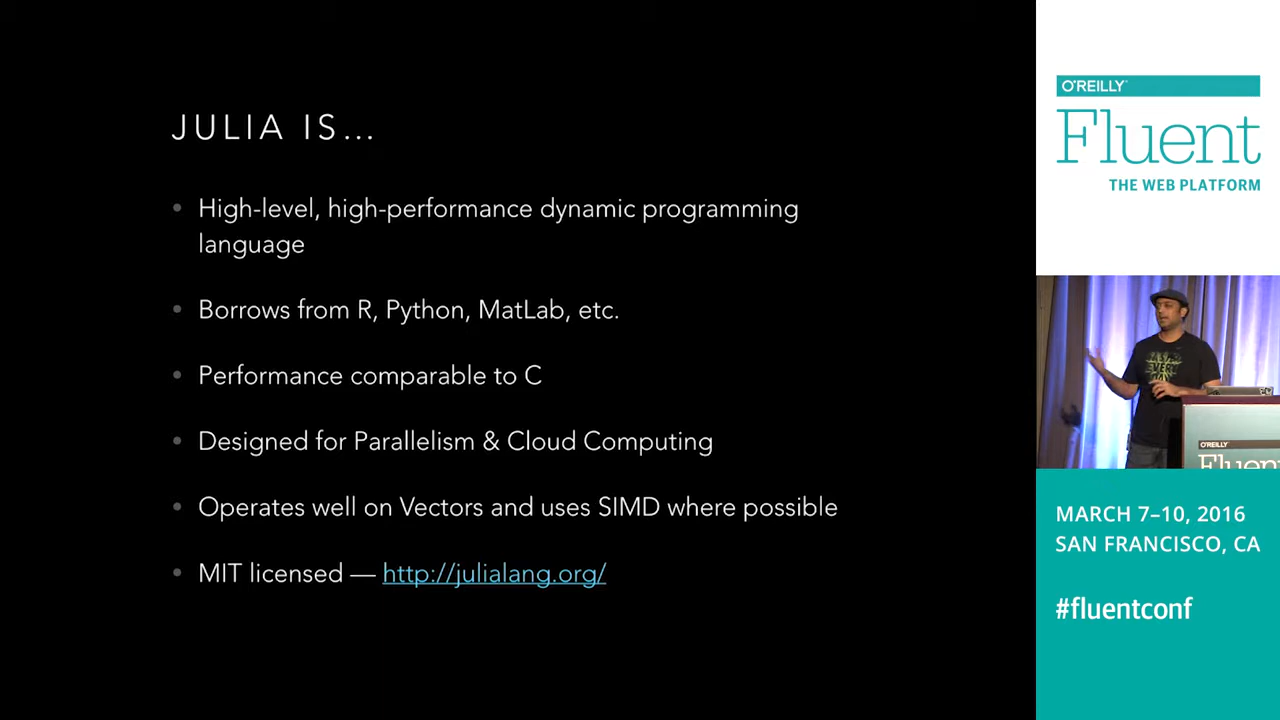 JULIA IS...
• High-level, high-performance dynamic programming
language
• Borrows from R, Python, MatLab, etc.
• Performance comparable to C
• Designed for Parallelism & Cloud Computing
• Operates well on Vectors and uses SIMD where possible
• MIT licensed — http://julialang.org/
O'REILLY™
Fluent
THE WEB PLATFORM
O'REILLY
Fluent
MARCH 7–10, 2016
SAN FRANCISCO, CA
#fluentconf